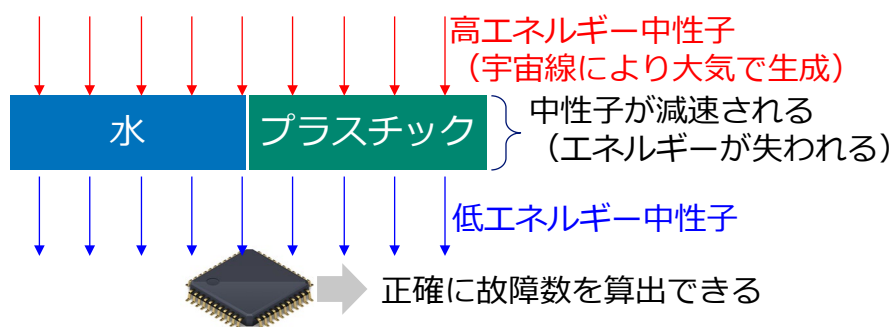 高エネルギー中性子
（宇宙線により大気で生成）
水
プラスチック
中性子が減速される
（エネルギーが失われる）
低エネルギー中性子
正確に故障数を算出できる